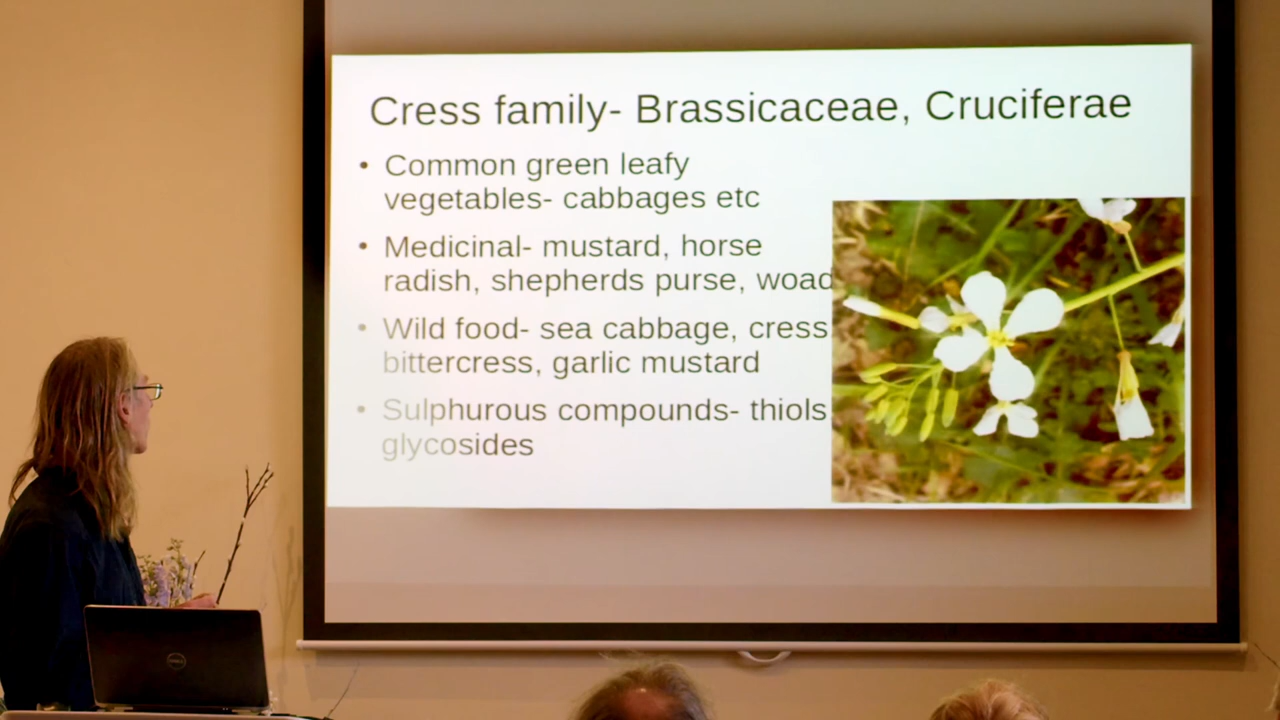 Cress family- Brassicaceae, Cruciferae
• Common green leafy
vegetables- cabbages etc
• Medicinal- mustard, horse
radish, shepherds purse, woad
• Wild food- sea cabbage, cress
bittercress, garlic mustard
• Sulphurous compounds- thiols
glycosides
DELL